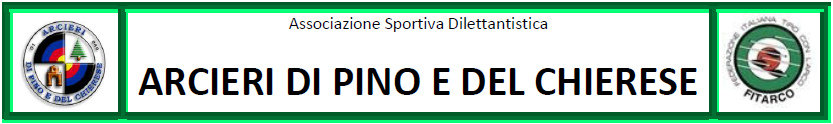 Associazione Sportiva Dilettantistica
ARCIERI
DI PINO E DEL CHIERESE
ARCIERI DI PINO E DEL CHIERESE
FEDERAZIONE ITALIANA TIRO CON L'ARCO
FITARCO